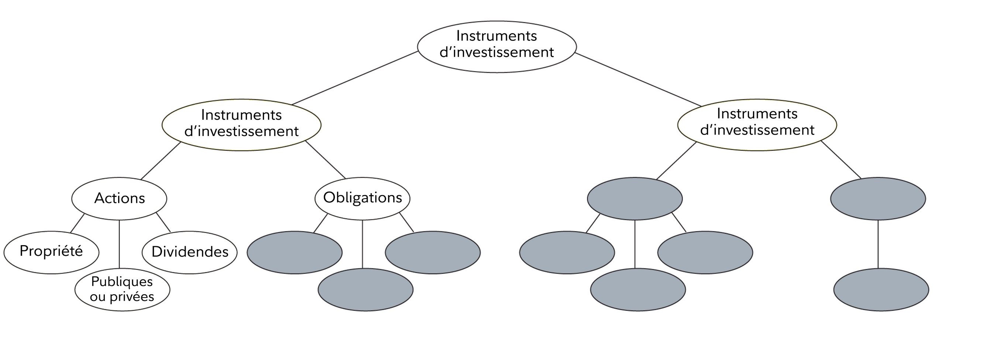 Instruments
d’investissement
Instruments
d’investissement
Instruments
d’investissement
Actions
Obligations
Propriété
Dividendes
Publiques
ou privées